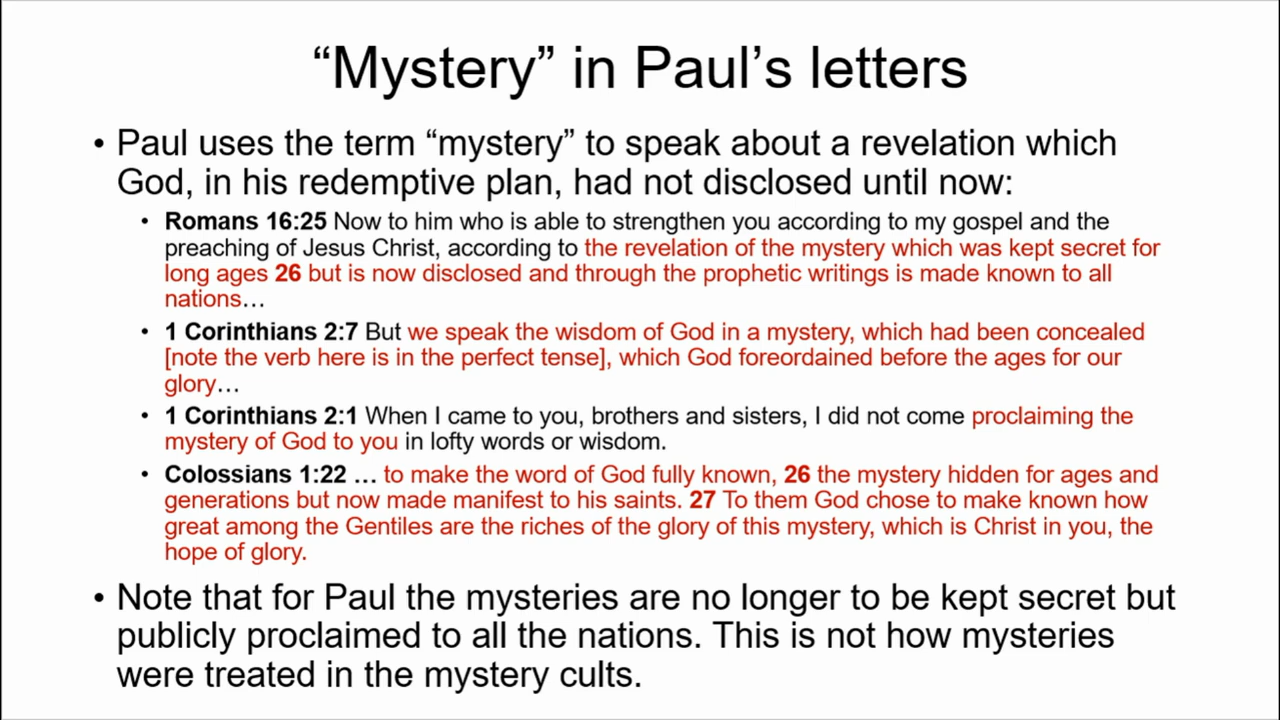 “Mystery” in Paul’s letters
• Paul uses the term “mystery” to speak about a revelation which
God, in his redemptive plan, had not disclosed until now:
• Romans 16:25 Now to him who is able to strengthen you according to my gospel and the
preaching of Jesus Christ, according to the revelation of the mystery which was kept secret for
long ages 26 but is now disclosed and through the prophetic writings is made known to all
nations…
• 1 Corinthians 2:7 But we speak the wisdom of God in a mystery, which had been concealed
[note the verb here is in the perfect tense], which God foreordained before the ages for our
glory…
• 1 Corinthians 2:1 When I came to you, brothers and sisters, I did not come proclaiming the
mystery of God to you in lofty words or wisdom.
• Colossians 1:22 … to make the word of God fully known, 26 the mystery hidden for ages and
generations but now made manifest to his saints. 27 To them God chose to make known how
great among the Gentiles are the riches of the glory of this mystery, which is Christ in you, the
hope of glory.
• Note that for Paul the mysteries are no longer to be kept secret but
publicly proclaimed to all the nations. This is not how mysteries
were treated in the mystery cults.